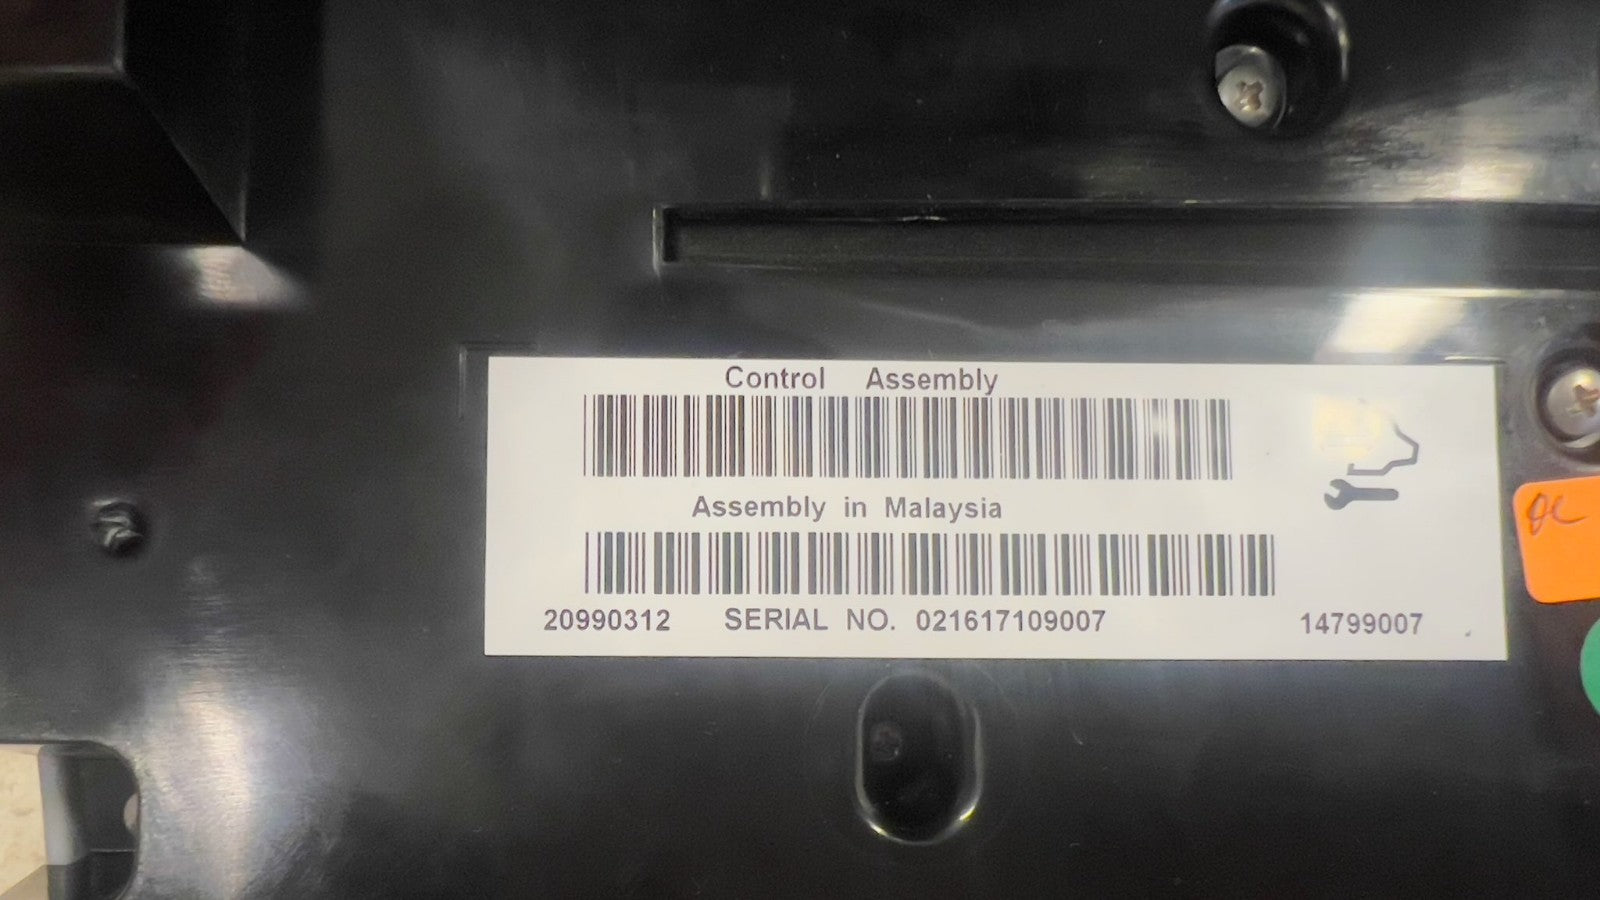 Control Assembly
Assembly in Malaysia
20990312 SERIAL NO. 021617109007 14799007